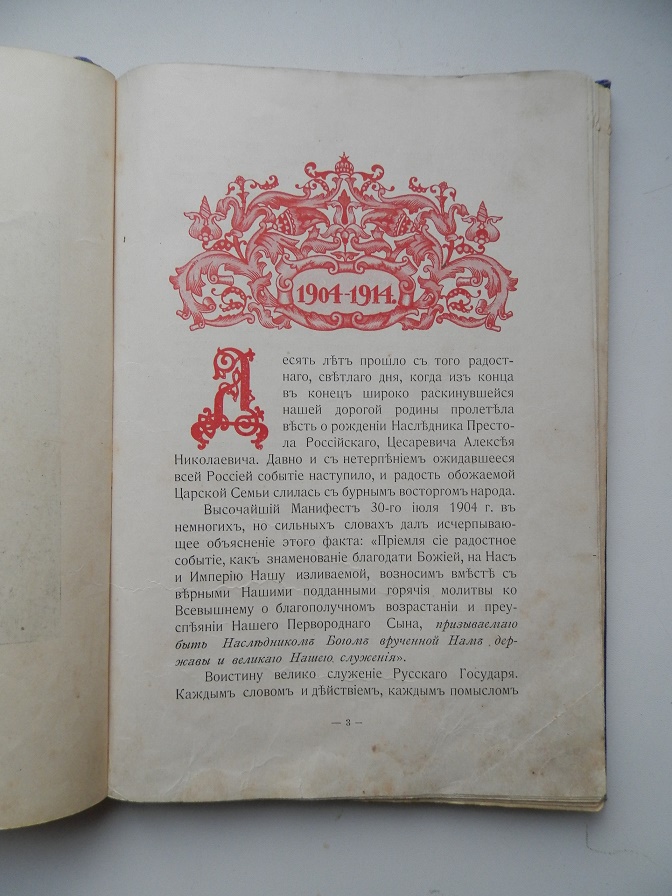 1904-1914.
Десять лѣтъ прошло съ того радост-
наго, свѣтлаго дня, когда изъ конца
въ конецъ широко раскинувшейся
нашей дорогой родины пролетѣла
вѣсть о рожденіи Наслѣдника Престо-
ла Россійскаго, Цесаревича Алексѣя
Николаевича. Давно и съ нетерпѣніемъ ожидавшееся
всей Россіей событіе наступило, и радость обожаемой
Царской Семьи слилась съ бурнымъ восторгомъ народа.
Высочайшій Манифестъ 30-го іюля 1904 г. въ
немногихъ, но сильныхъ словахъ далъ исчерпываю-
щее объясненіе этого факта: «Пріемля сіе радостное
событіе, какъ знаменованіе благодати Божіей, на Насъ
и Имперію Нашу изливаемой, возносимъ вмѣстѣ съ
вѣрными Нашими подданными горячія молитвы ко
Всевышнему о благополучномъ возрастаніи и преу-
спѣяніи Нашего Первороднаго Сына, призываемаго
быть Наслѣдникомъ Богомъ врученной Намъ дер-
жавы и великаго Нашего служенія».
Воистину велико служеніе Русскаго Государя.
Каждымъ словомъ и дѣйствіемъ, каждымъ помысломъ
— 3 —